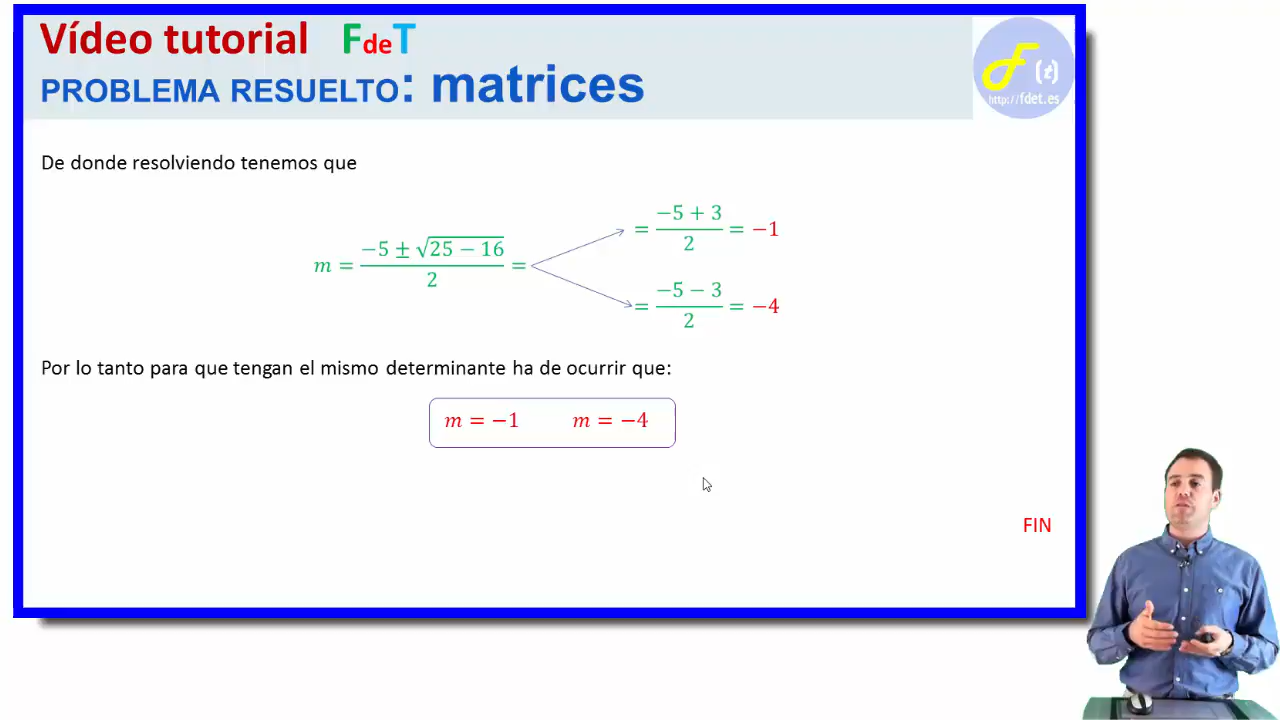 Vídeo tutorial FdeT
PROBLEMA RESUELTO: matrices
F (t)
http://fdet.es
De donde resolviendo tenemos que
m = (−5 ± √(25 − 16))/2 =
= (−5 + 3)/2 = −1
= (−5 − 3)/2 = −4
Por lo tanto para que tengan el mismo determinante ha de ocurrir que:
m = −1 m = −4
FIN